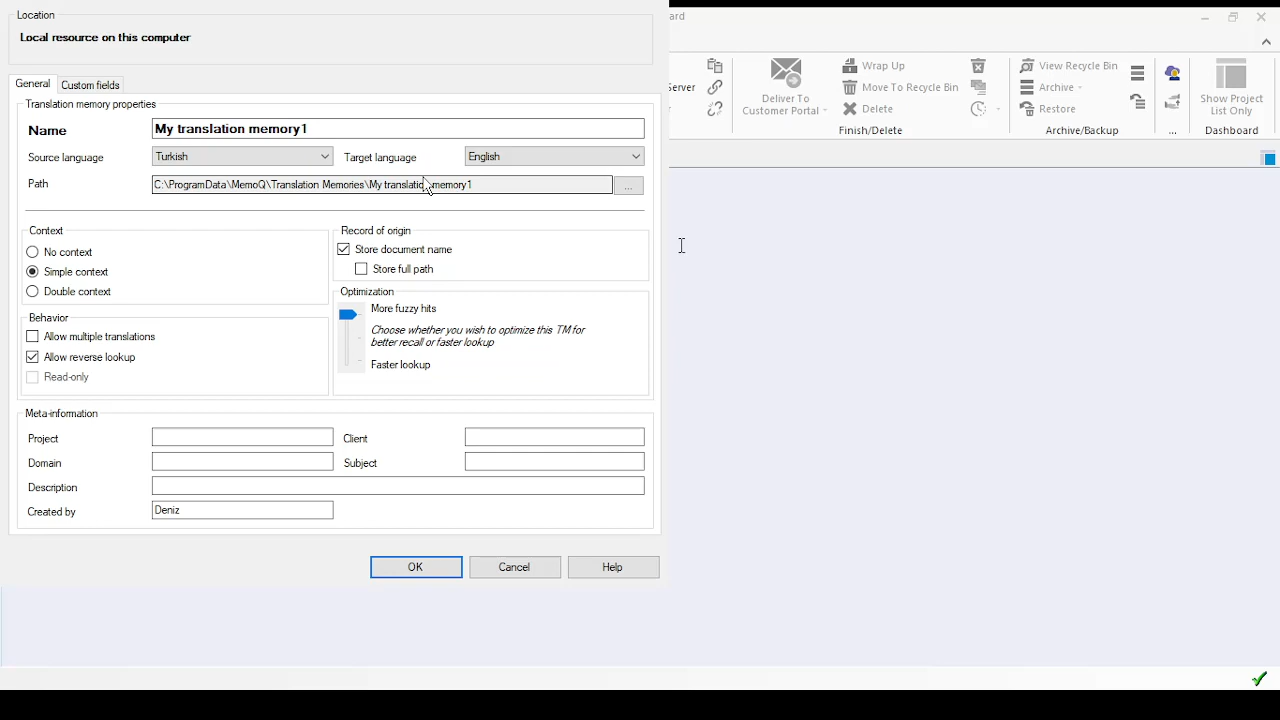 Location
Local resource on this computer
General
Custom fields
Translation memory properties
Name
My translation memory1
Source language
Turkish
Target language
English
Path
C:\ProgramData\MemoQ\Translation Memories\My translation memory1
...
Context
No context
Simple context
Double context
Record of origin
Store document name
Store full path
Behavior
Allow multiple translations
Allow reverse lookup
Read-only
Optimization
More fuzzy hits
Choose whether you wish to optimize this TM for
better recall or faster lookup
Faster lookup
Meta-information
Project
Client
Domain
Subject
Description
Created by
Deniz
OK
Cancel
Help
Deliver To
Customer Portal
Wrap Up
Move To Recycle Bin
Delete
Finish/Delete
View Recycle Bin
Archive
Restore
Archive/Backup
...
Show Project
List Only
Dashboard